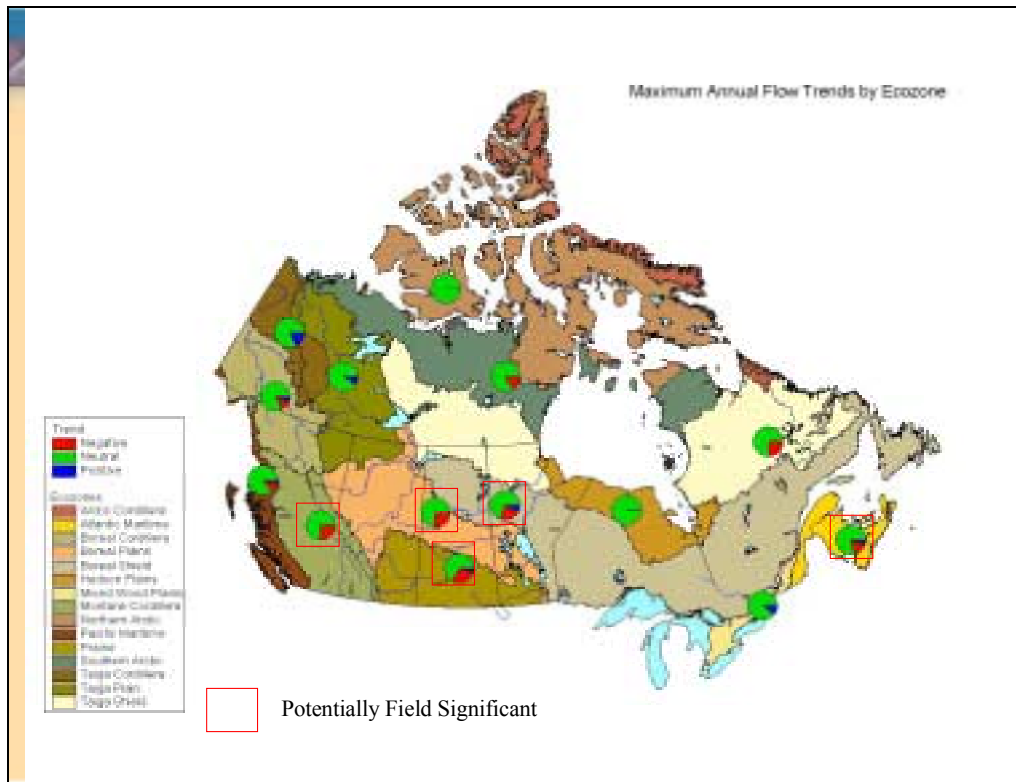 Maximum Annual Flow Trends by Ecozone
Trend
Negative
Neutral
Positive
Ecozones
Arctic Cordillera
Atlantic Maritime
Boreal Cordillera
Boreal Plains
Boreal Shield
Hudson Plains
Mixed Wood Plains
Montane Cordillera
Northern Arctic
Pacific Maritime
Prairie
Southern Arctic
Taiga Cordillera
Taiga Plain
Taiga Shield
Potentially Field Significant